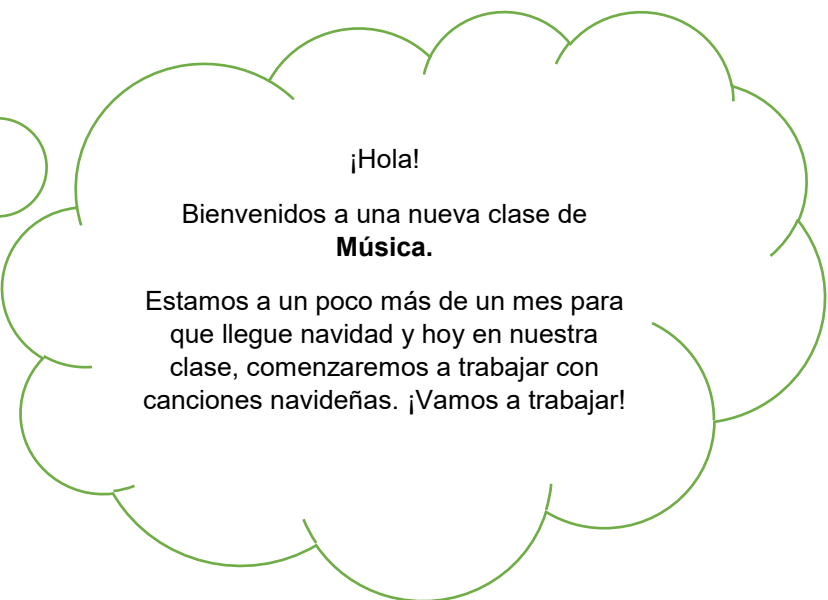 ¡Hola!
Bienvenidos a una nueva clase de
Música.
Estamos a un poco más de un mes para
que llegue navidad y hoy en nuestra
clase, comenzaremos a trabajar con
canciones navideñas. ¡Vamos a trabajar!